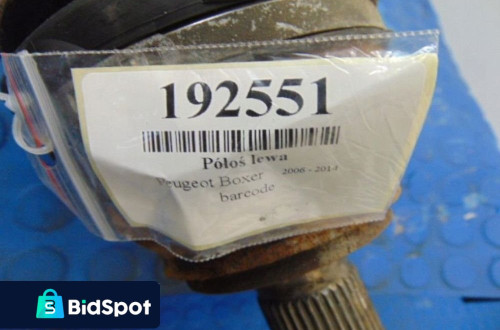 192551
Półoś lewa
Peugeot Boxer 2006 - 2014
barcode
BidSpot